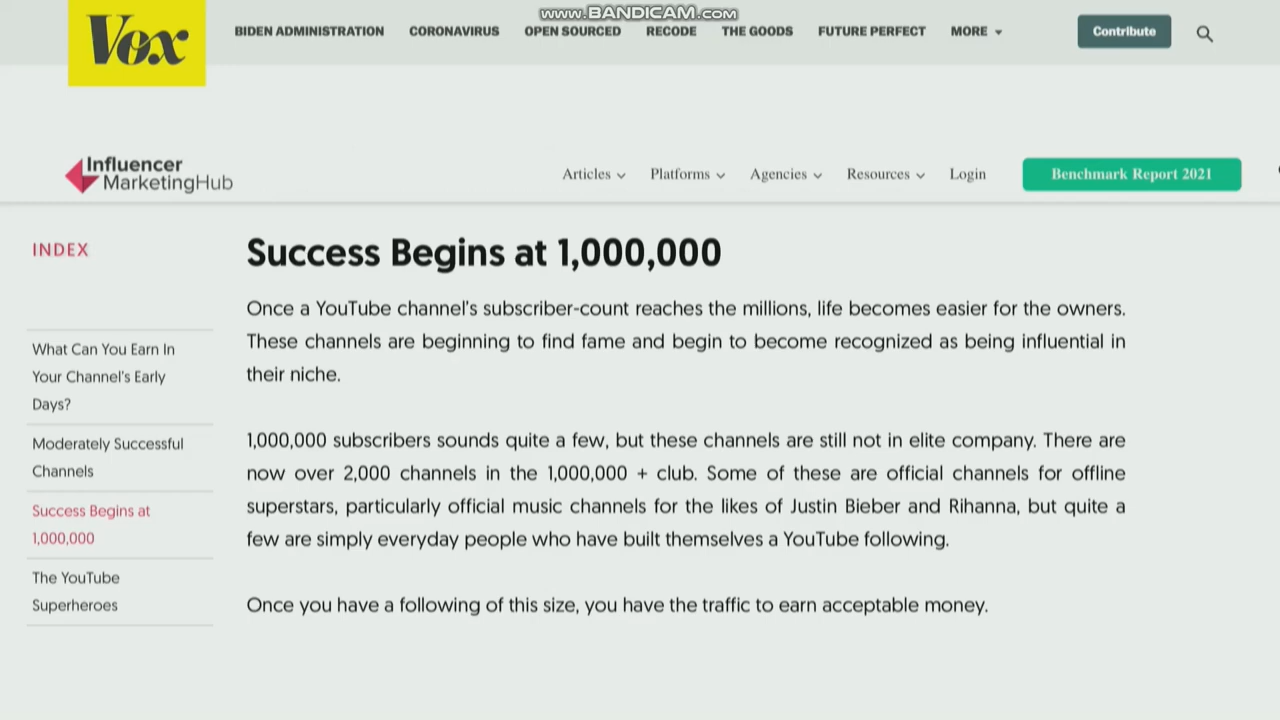 www.BANDICAM.com
Vox
BIDEN ADMINISTRATION CORONAVIRUS OPEN SOURCED RECODE THE GOODS FUTURE PERFECT MORE
Contribute
Influencer
MarketingHub
Articles Platforms Agencies Resources Login
Benchmark Report 2021
INDEX
What Can You Earn In
Your Channel's Early
Days?
Moderately Successful
Channels
Success Begins at
1,000,000
The YouTube
Superheroes
Success Begins at 1,000,000
Once a YouTube channel's subscriber-count reaches the millions, life becomes easier for the owners.
These channels are beginning to find fame and begin to become recognized as being influential in
their niche.
1,000,000 subscribers sounds quite a few, but these channels are still not in elite company. There are
now over 2,000 channels in the 1,000,000 + club. Some of these are official channels for offline
superstars, particularly official music channels for the likes of Justin Bieber and Rihanna, but quite a
few are simply everyday people who have built themselves a YouTube following.
Once you have a following of this size, you have the traffic to earn acceptable money.